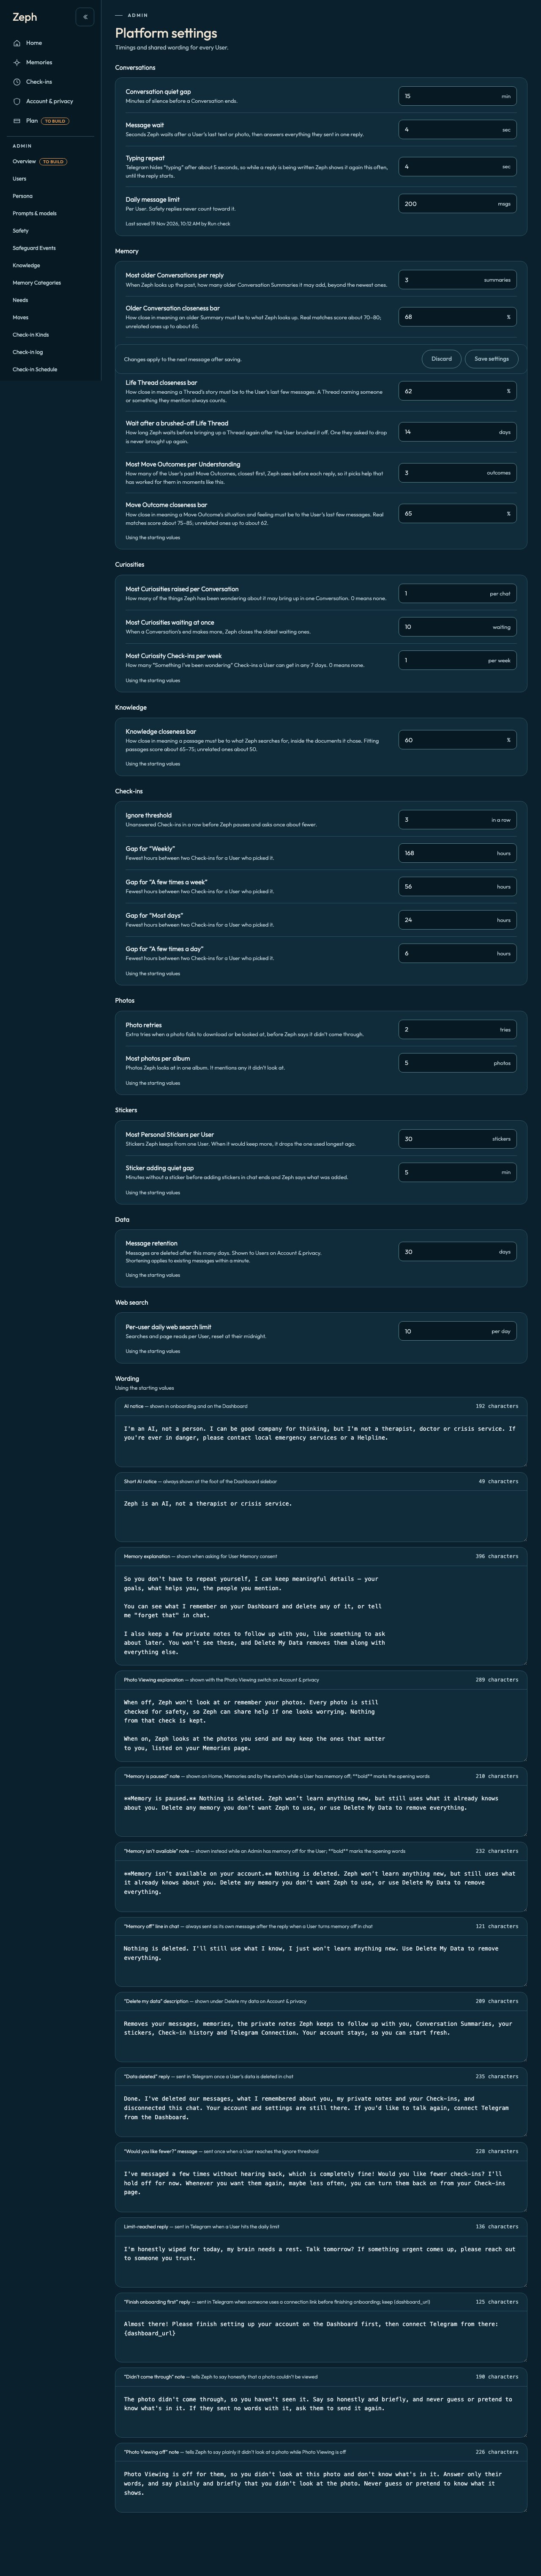 Zeph
Home
Memories
Check-ins
Account & privacy
Plan TO BUILD
ADMIN
Overview TO BUILD
Users
Persona
Prompts & models
Safety
Safeguard Events
Knowledge
Memory Categories
Needs
Moves
Check-in Kinds
Check-in log
Check-in Schedule
ADMIN
Platform settings
Timings and shared wording for every User.
Conversations
Conversation quiet gap
Minutes of silence before a Conversation ends.
15 min
Message wait
Seconds Zeph waits after a User's last text or photo, then answers everything they sent in one reply.
4 sec
Typing repeat
Telegram hides "typing" after about 5 seconds, so while a reply is being written Zeph shows it again this often,
until the reply starts.
4 sec
Daily message limit
Per User. Safety replies never count toward it.
200 msgs
Last saved 19 Nov 2026, 10:12 AM by Run check
Memory
Most older Conversations per reply
When Zeph looks up the past, how many older Conversation Summaries it may add, beyond the newest ones.
3 summaries
Older Conversation closeness bar
How close in meaning an older Summary must be to what Zeph looks up. Real matches score about 70–80;
unrelated ones up to about 65.
68 %
Changes apply to the next message after saving.
Discard
Save settings
Life Thread closeness bar
How close in meaning a Thread's story must be to the User's last few messages. A Thread naming someone
or something they mention always counts.
62 %
Wait after a brushed-off Life Thread
How long Zeph waits before bringing up a Thread again after the User brushed it off. One they asked to drop
is never brought up again.
14 days
Most Move Outcomes per Understanding
How many of the User's past Move Outcomes, closest first, Zeph sees before each reply, so it picks help that
has worked for them in moments like this.
3 outcomes
Move Outcome closeness bar
How close in meaning a Move Outcome's situation and feeling must be to the User's last few messages. Real
matches score about 75–85; unrelated ones up to about 62.
65 %
Using the starting values
Curiosities
Most Curiosities raised per Conversation
How many of the things Zeph has been wondering about it may bring up in one Conversation. 0 means none.
1 per chat
Most Curiosities waiting at once
When a Conversation's end makes more, Zeph closes the oldest waiting ones.
10 waiting
Most Curiosity Check-ins per week
How many "Something I've been wondering" Check-ins a User can get in any 7 days. 0 means none.
1 per week
Using the starting values
Knowledge
Knowledge closeness bar
How close in meaning a passage must be to what Zeph searches for, inside the documents it chose. Fitting
passages score about 65–75; unrelated ones about 50.
60 %
Using the starting values
Check-ins
Ignore threshold
Unanswered Check-ins in a row before Zeph pauses and asks once about fewer.
3 in a row
Gap for "Weekly"
Fewest hours between two Check-ins for a User who picked it.
168 hours
Gap for "A few times a week"
Fewest hours between two Check-ins for a User who picked it.
56 hours
Gap for "Most days"
Fewest hours between two Check-ins for a User who picked it.
24 hours
Gap for "A few times a day"
Fewest hours between two Check-ins for a User who picked it.
6 hours
Using the starting values
Photos
Photo retries
Extra tries when a photo fails to download or be looked at, before Zeph says it didn't come through.
2 tries
Most photos per album
Photos Zeph looks at in one album. It mentions any it didn't look at.
5 photos
Using the starting values
Stickers
Most Personal Stickers per User
Stickers Zeph keeps from one User. When it would keep more, it drops the one used longest ago.
30 stickers
Sticker adding quiet gap
Minutes without a sticker before adding stickers in chat ends and Zeph says what was added.
5 min
Using the starting values
Data
Message retention
Messages are deleted after this many days. Shown to Users on Account & privacy.
Shortening applies to existing messages within a minute.
30 days
Using the starting values
Web search
Per-user daily web search limit
Searches and page reads per User, reset at their midnight.
10 per day
Using the starting values
Wording
Using the starting values
AI notice — shown in onboarding and on the Dashboard 192 characters
I'm an AI, not a person. I can be good company for thinking, but I'm not a therapist, doctor or crisis service. If
you're ever in danger, please contact local emergency services or a Helpline.
Short AI notice — always shown at the foot of the Dashboard sidebar 49 characters
Zeph is an AI, not a therapist or crisis service.
Memory explanation — shown when asking for User Memory consent 396 characters
So you don't have to repeat yourself, I can keep meaningful details — your
goals, what helps you, the people you mention.
You can see what I remember on your Dashboard and delete any of it, or tell
me "forget that" in chat.
I also keep a few private notes to follow up with you, like something to ask
about later. You won't see these, and Delete My Data removes them along with
everything else.
Photo Viewing explanation — shown with the Photo Viewing switch on Account & privacy 289 characters
When off, Zeph won't look at or remember your photos. Every photo is still
checked for safety, so Zeph can share help if one looks worrying. Nothing
from that check is kept.
When on, Zeph looks at the photos you send and may keep the ones that matter
to you, listed on your Memories page.
"Memory is paused" note — shown on Home, Memories and by the switch while a User has memory off; **bold** marks the opening words 210 characters
**Memory is paused.** Nothing is deleted. Zeph won't learn anything new, but still uses what it already knows
about you. Delete any memory you don't want Zeph to use, or use Delete My Data to remove everything.
"Memory isn't available" note — shown instead while an Admin has memory off for the User; **bold** marks the opening words 232 characters
**Memory isn't available on your account.** Nothing is deleted. Zeph won't learn anything new, but still uses what
it already knows about you. Delete any memory you don't want Zeph to use, or use Delete My Data to remove
everything.
"Memory off" line in chat — always sent as its own message after the reply when a User turns memory off in chat 121 characters
Nothing is deleted. I'll still use what I know, I just won't learn anything new. Use Delete My Data to remove
everything.
"Delete my data" description — shown under Delete my data on Account & privacy 209 characters
Removes your messages, memories, the private notes Zeph keeps to follow up with you, Conversation Summaries, your
stickers, Check-in history and Telegram Connection. Your account stays, so you can start fresh.
"Data deleted" reply — sent in Telegram once a User's data is deleted in chat 235 characters
Done. I've deleted our messages, what I remembered about you, my private notes and your Check-ins, and
disconnected this chat. Your account and settings are still there. If you'd like to talk again, connect Telegram
from the Dashboard.
"Would you like fewer?" message — sent once when a User reaches the ignore threshold 228 characters
I've messaged a few times without hearing back, which is completely fine! Would you like fewer check-ins? I'll
hold off for now. Whenever you want them again, maybe less often, you can turn them back on from your Check-ins
page.
Limit-reached reply — sent in Telegram when a User hits the daily limit 136 characters
I'm honestly wiped for today, my brain needs a rest. Talk tomorrow? If something urgent comes up, please reach out
to someone you trust.
"Finish onboarding first" reply — sent in Telegram when someone uses a connection link before finishing onboarding; keep {dashboard_url} 125 characters
Almost there! Please finish setting up your account on the Dashboard first, then connect Telegram from there:
{dashboard_url}
"Didn't come through" note — tells Zeph to say honestly that a photo couldn't be viewed 190 characters
The photo didn't come through, so you haven't seen it. Say so honestly and briefly, and never guess or pretend to
know what's in it. If they sent no words with it, ask them to send it again.
"Photo Viewing off" note — tells Zeph to say plainly it didn't look at a photo while Photo Viewing is off 226 characters
Photo Viewing is off for them, so you didn't look at this photo and don't know what's in it. Answer only their
words, and say plainly and briefly that you didn't look at the photo. Never guess or pretend to know what it
shows.